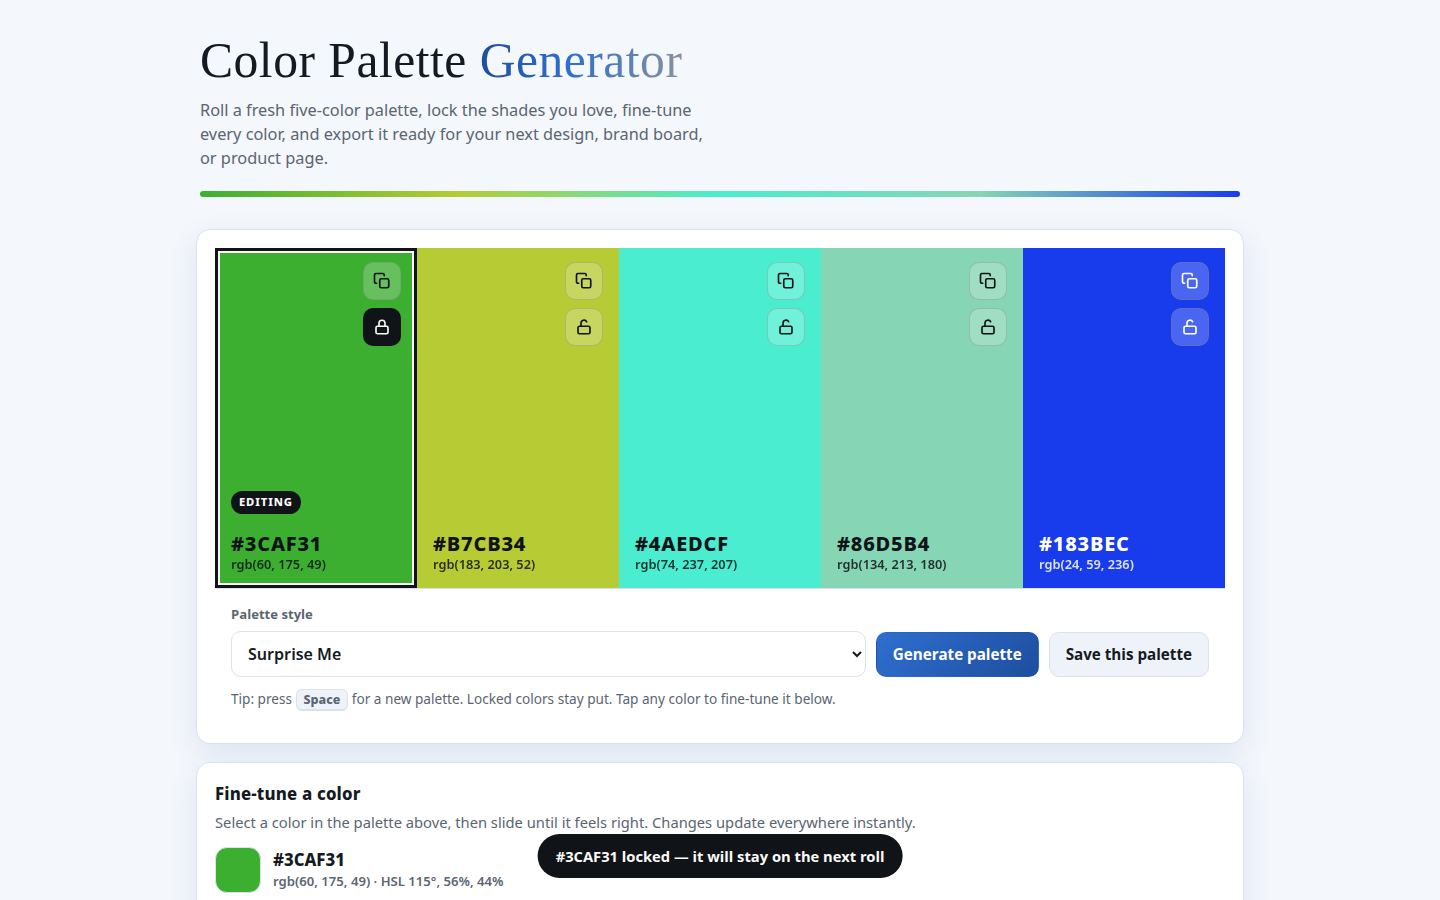 Color Palette Generator
Roll a fresh five-color palette, lock the shades you love, fine-tune
every color, and export it ready for your next design, brand board,
or product page.
EDITING
#3CAF31
rgb(60, 175, 49)
#B7CB34
rgb(183, 203, 52)
#4AEDCF
rgb(74, 237, 207)
#86D5B4
rgb(134, 213, 180)
#183BEC
rgb(24, 59, 236)
Palette style
Surprise Me
Generate palette
Save this palette
Tip: press Space for a new palette. Locked colors stay put. Tap any color to fine-tune it below.
Fine-tune a color
Select a color in the palette above, then slide until it feels right. Changes update everywhere instantly.
#3CAF31
rgb(60, 175, 49) · HSL 115°, 56%, 44%
#3CAF31 locked — it will stay on the next roll